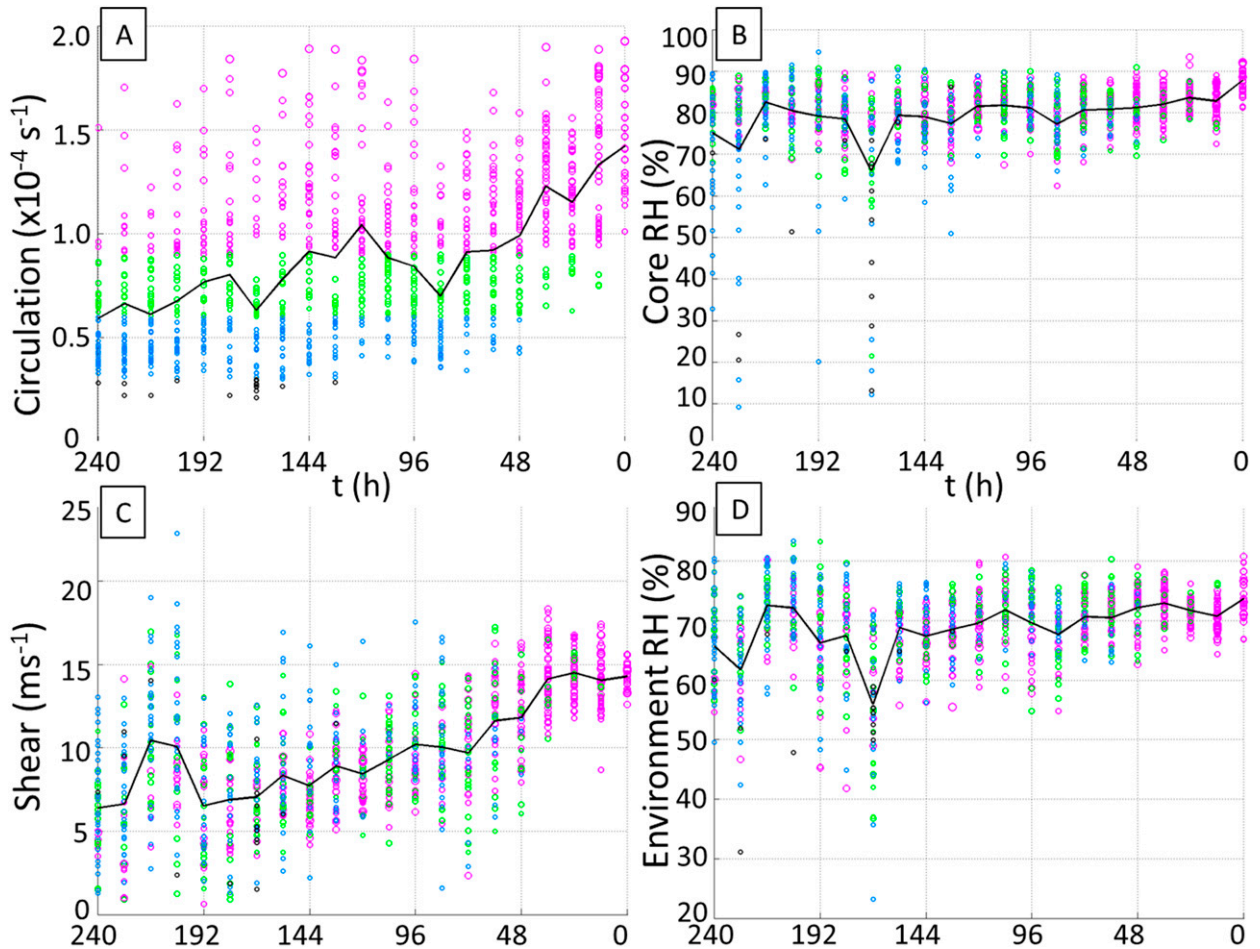 A
2.0
1.5
1.0
0.5
0
Circulation (x10⁻⁴ s⁻¹)
240 192 144 96 48 0
t (h)
B
100
90
80
70
60
50
40
30
20
10
0
Core RH (%)
240 192 144 96 48 0
t (h)
C
25
20
15
10
5
0
Shear (ms⁻¹)
240 192 144 96 48 0
D
90
80
70
60
50
40
30
20
Environment RH (%)
240 192 144 96 48 0